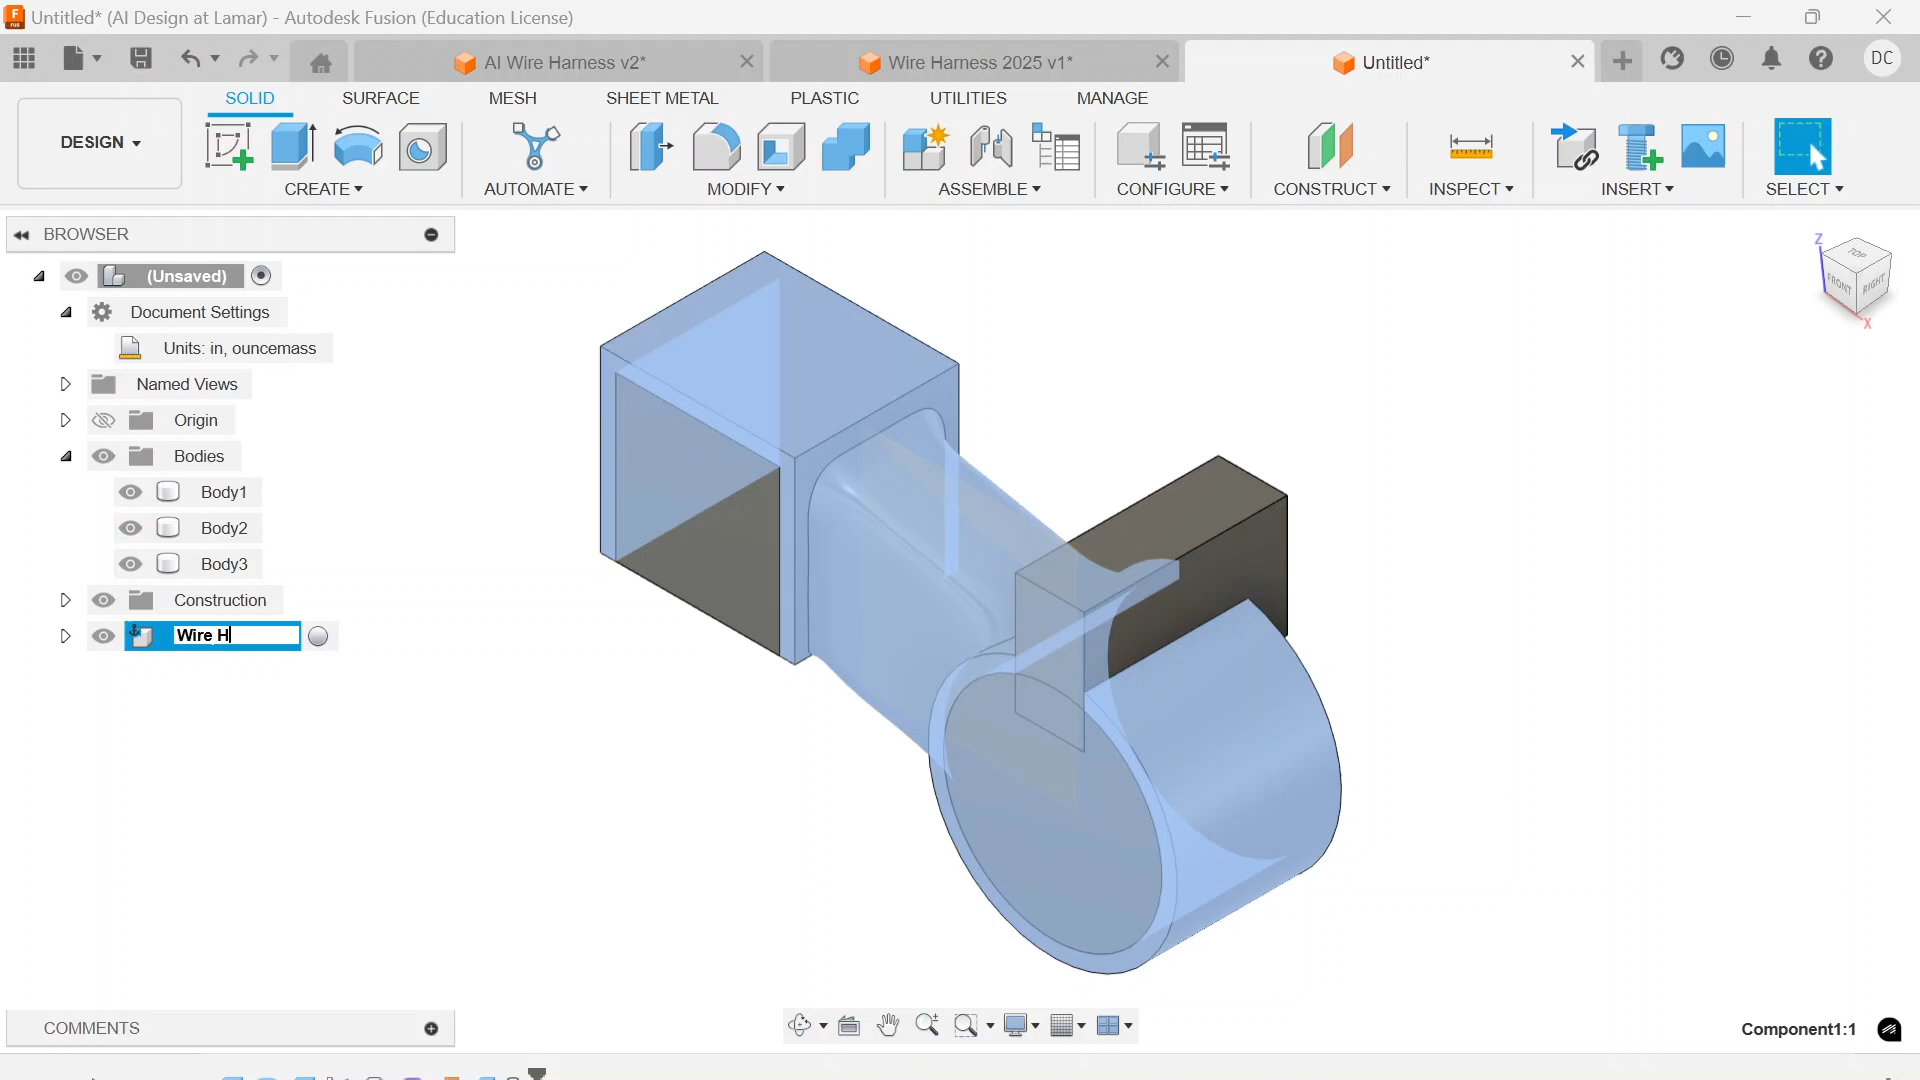 Untitled* (AI Design at Lamar) - Autodesk Fusion (Education License)
AI Wire Harness v2*
Wire Harness 2025 v1*
Untitled*
DC
DESIGN
SOLID
SURFACE
MESH
SHEET METAL
PLASTIC
UTILITIES
MANAGE
CREATE
AUTOMATE
MODIFY
ASSEMBLE
CONFIGURE
CONSTRUCT
INSPECT
INSERT
SELECT
BROWSER
(Unsaved)
Document Settings
Units: in, ouncemass
Named Views
Origin
Bodies
Body1
Body2
Body3
Construction
Wire H
Z
TOP
FRONT
RIGHT
X
COMMENTS
Component1:1